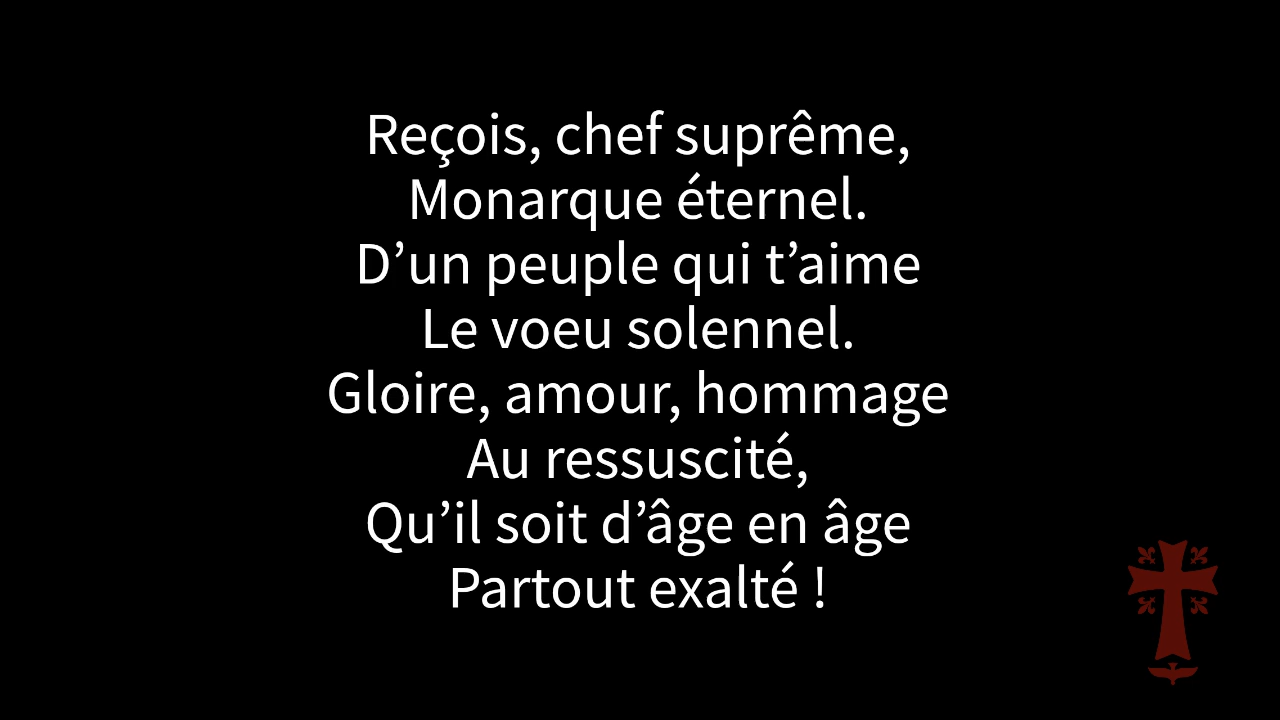 Reçois, chef suprême,
Monarque éternel.
D’un peuple qui t’aime
Le voeu solennel.
Gloire, amour, hommage
Au ressuscité,
Qu’il soit d’âge en âge
Partout exalté !